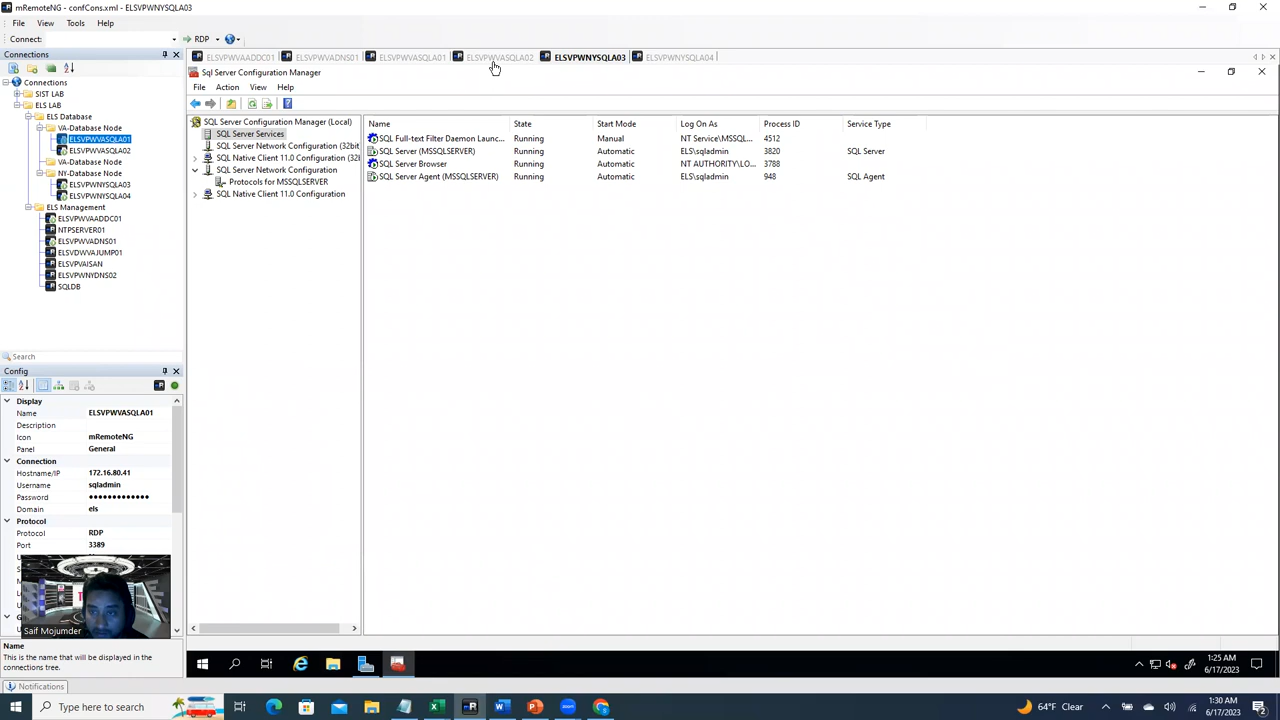 mRemoteNG - confCons.xml - ELSVPWNYSQLA03
File View Tools Help
Connect: RDP
Connections
ELSVPWVAADDC01 ELSVPWVADNS01 ELSVPWVASQLA01 ELSVPWVASQLA02 ELSVPWNYSQLA03 ELSVPWNYSQLA04
Connections
SIST LAB
ELS LAB
ELS Database
VA-Database Node
ELSVPWVASQLA01
ELSVPWVASQLA02
VA-Database Node
NY-Database Node
ELSVPWNYSQLA03
ELSVPWNYSQLA04
ELS Management
ELSVPWVAADDC01
NTPSERVER01
ELSVPWVADNS01
ELSVDWVAJUMP01
ELSVPVAISAN
ELSVPWNYDNS02
SQLDB
Search
Config
Display
Name ELSVPWVASQLA01
Description
Icon mRemoteNG
Panel General
Connection
Hostname/IP 172.16.80.41
Username sqladmin
Password •••••••••••••
Domain els
Protocol
Protocol RDP
Port 3389
Saif Mojumder
Name
This is the name that will be displayed in the
connections tree.
Notifications
Sql Server Configuration Manager
File Action View Help
SQL Server Configuration Manager (Local)
SQL Server Services
SQL Server Network Configuration (32bit
SQL Native Client 11.0 Configuration (32
SQL Server Network Configuration
Protocols for MSSQLSERVER
SQL Native Client 11.0 Configuration
Name State Start Mode Log On As Process ID Service Type
SQL Full-text Filter Daemon Launc... Running Manual NT Service\MSSQL... 4512
SQL Server (MSSQLSERVER) Running Automatic ELS\sqladmin 3820 SQL Server
SQL Server Browser Running Automatic NT AUTHORITY\LO... 3788
SQL Server Agent (MSSQLSERVER) Running Automatic ELS\sqladmin 948 SQL Agent
1:25 AM
6/17/2023
Type here to search
64°F Clear
1:30 AM
6/17/2023
2